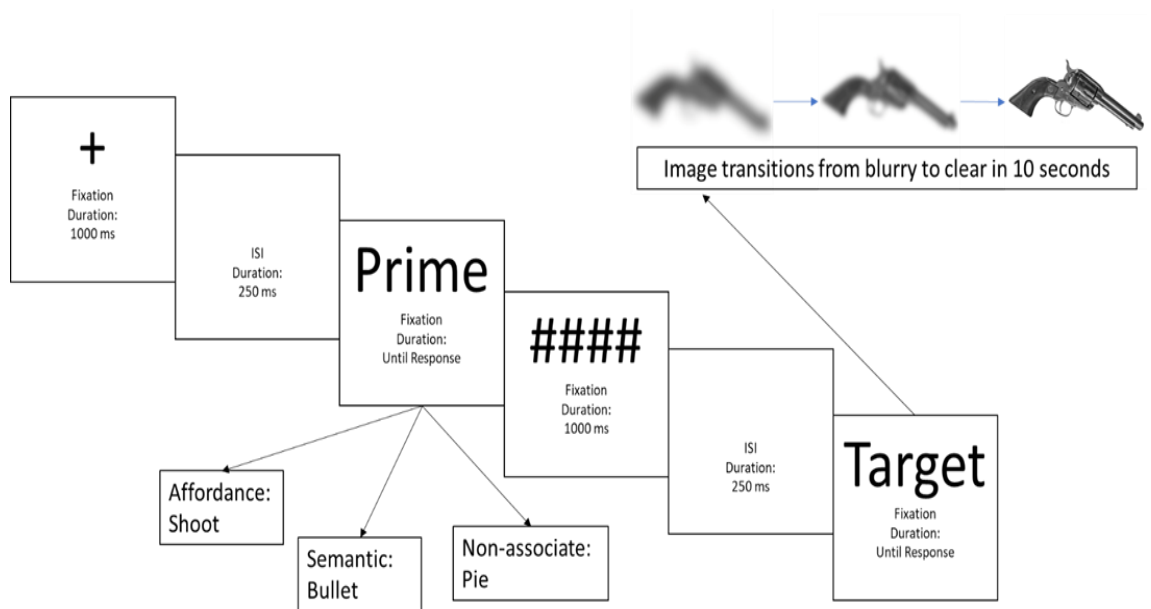 Image transitions from blurry to clear in 10 seconds
+
Fixation
Duration:
1000 ms
ISI
Duration:
250 ms
Prime
Fixation
Duration:
Until Response
####
Fixation
Duration:
1000 ms
ISI
Duration:
250 ms
Target
Fixation
Duration:
Until Response
Affordance:
Shoot
Semantic:
Bullet
Non-associate:
Pie